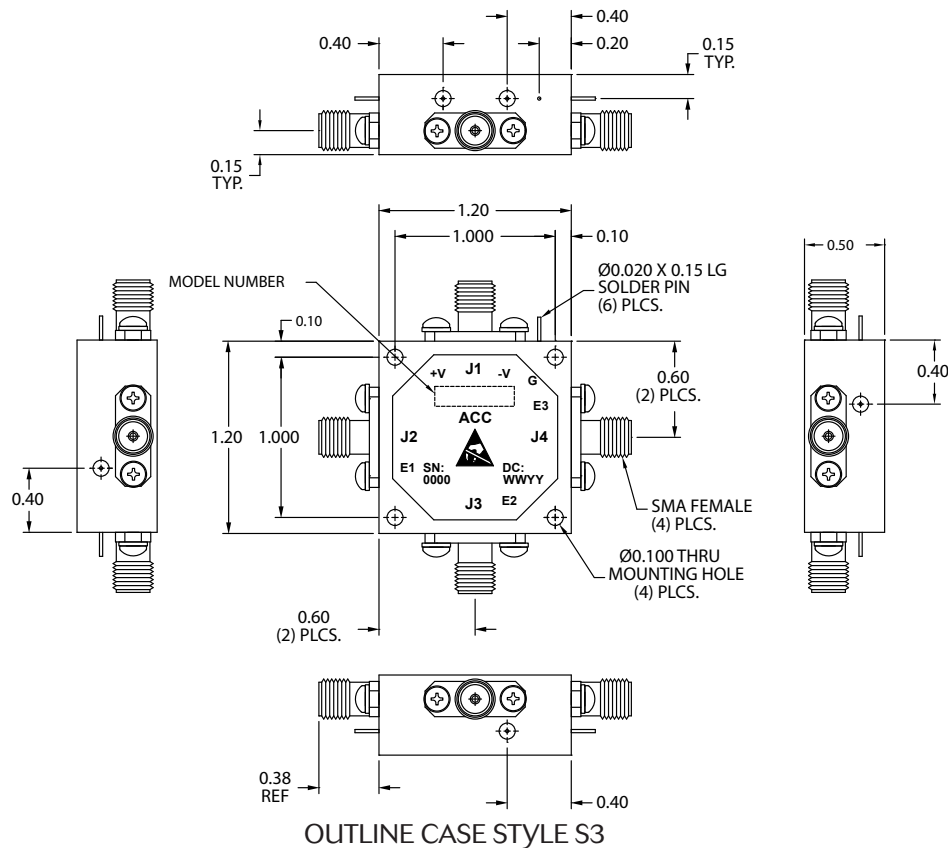 0.40
0.40
0.20
0.15
TYP.
0.15
TYP.
1.20
1.000
0.10
0.50
MODEL NUMBER
Ø0.020 X 0.15 LG
SOLDER PIN
(6) PLCS.
0.10
+V J1 -V
G
E3
0.60
(2) PLCS.
0.40
1.20
1.000
ACC
J2
J4
E1 SN:
0000
DC:
WWYY
J3
E2
0.40
SMA FEMALE
(4) PLCS.
Ø0.100 THRU
MOUNTING HOLE
(4) PLCS.
0.60
(2) PLCS.
0.38
REF
0.40
OUTLINE CASE STYLE S3